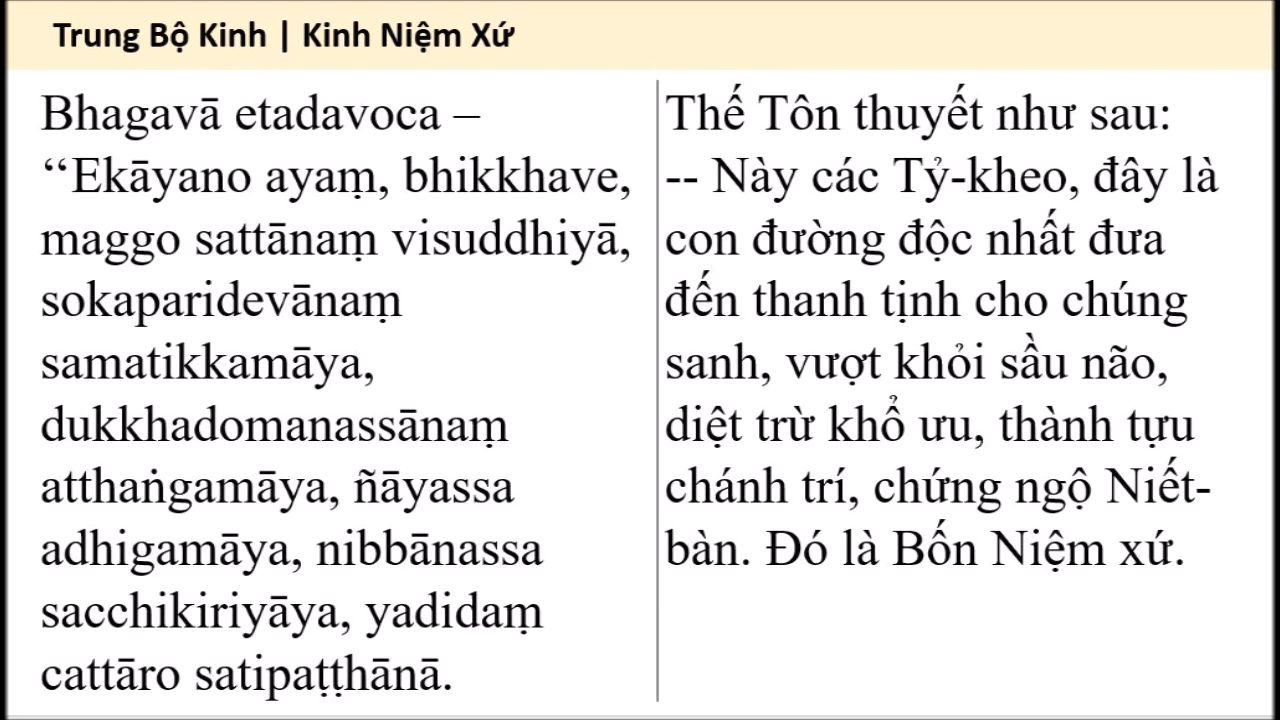 Trung Bộ Kinh | Kinh Niệm Xứ
Bhagavā etadavoca –
“Ekāyano ayaṃ, bhikkhave,
maggo sattānaṃ visuddhiyā,
sokaparidevānaṃ
samatikkamāya,
dukkhadomanassānaṃ
atthaṅgamāya, ñāyassa
adhigamāya, nibbānassa
sacchikiriyāya, yadidaṃ
cattāro satipaṭṭhānā.
Thế Tôn thuyết như sau:
-- Này các Tỷ-kheo, đây là
con đường độc nhất đưa
đến thanh tịnh cho chúng
sanh, vượt khỏi sầu não,
diệt trừ khổ ưu, thành tựu
chánh trí, chứng ngộ Niết-
bàn. Đó là Bốn Niệm xứ.